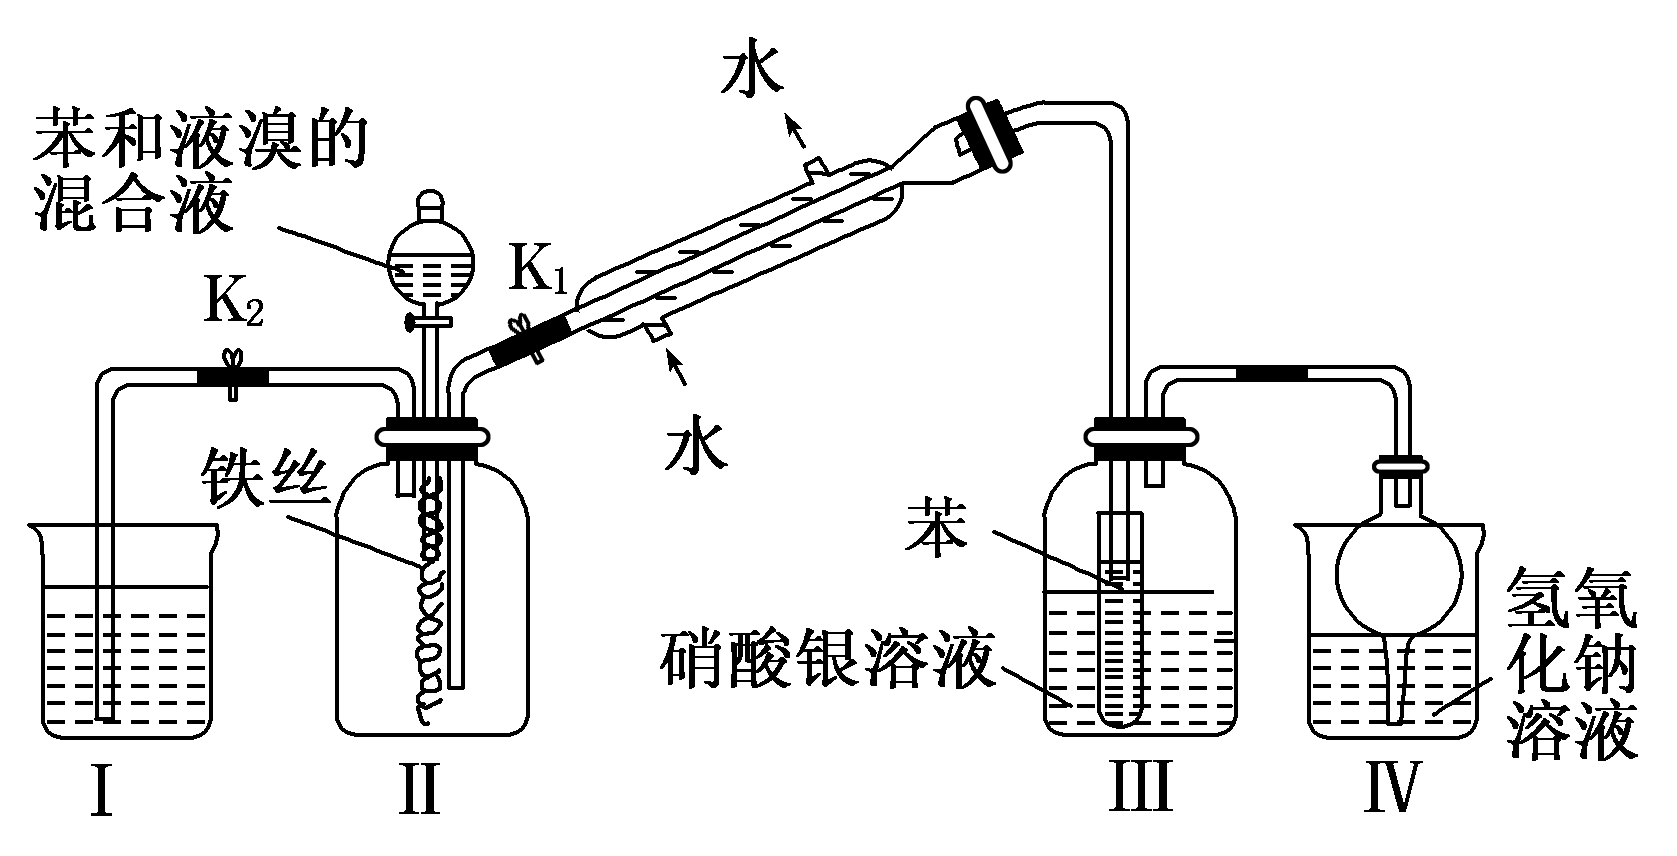 水
苯和液溴的
混合液
K₁
K₂
水
铁丝
苯
硝酸银溶液
氢氧
化钠
溶液
Ⅰ
Ⅱ
Ⅲ
Ⅳ